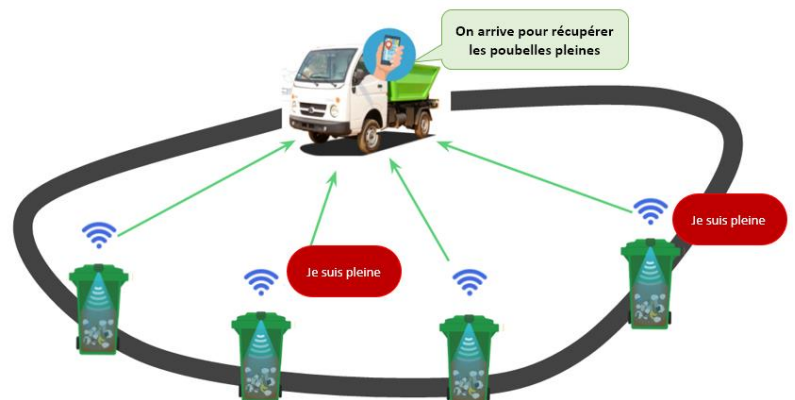 On arrive pour récupérer
les poubelles pleines
Je suis pleine
Je suis pleine